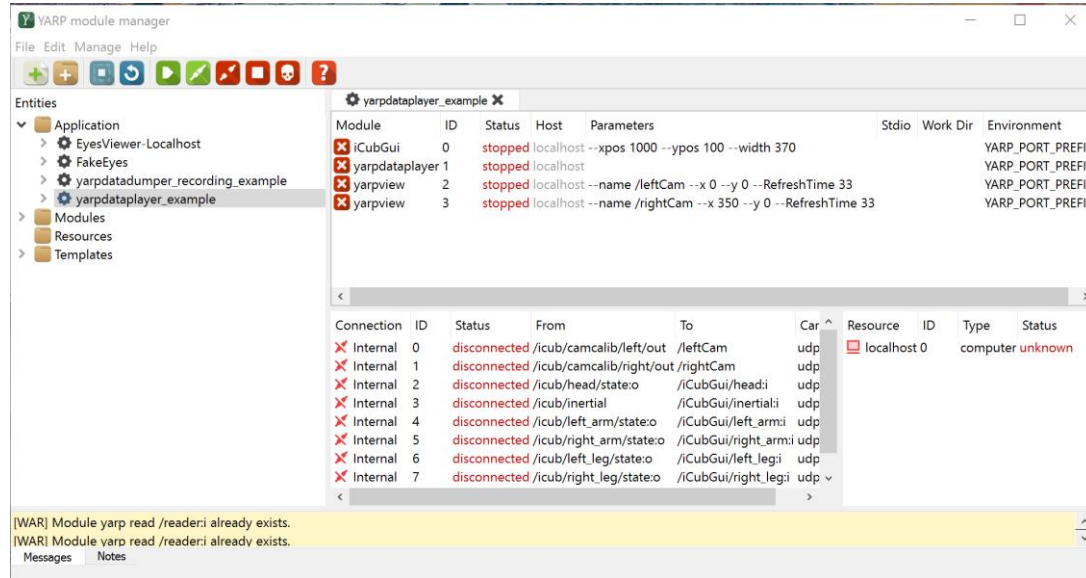 YARP module manager
File Edit Manage Help
Entities
Application
EyesViewer-Localhost
FakeEyes
yarpdatadumper_recording_example
yarpdataplayer_example
Modules
Resources
Templates
yarpdataplayer_example
Module ID Status Host Parameters Stdio Work Dir Environment
iCubGui 0 stopped localhost --xpos 1000 --ypos 100 --width 370 YARP_PORT_PREFI
yarpdataplayer 1 stopped localhost
yarpview 2 stopped localhost --name /leftCam --x 0 --y 0 --RefreshTime 33 YARP_PORT_PREFI
yarpview 3 stopped localhost --name /rightCam --x 350 --y 0 --RefreshTime 33 YARP_PORT_PREFI
Connection ID Status From To Car
Internal 0 disconnected /icub/camcalib/left/out /leftCam udp
Internal 1 disconnected /icub/camcalib/right/out /rightCam udp
Internal 2 disconnected /icub/head/state:o /iCubGui/head:i udp
Internal 3 disconnected /icub/inertial /iCubGui/inertial:i udp
Internal 4 disconnected /icub/left_arm/state:o /iCubGui/left_arm:i udp
Internal 5 disconnected /icub/right_arm/state:o /iCubGui/right_arm:i udp
Internal 6 disconnected /icub/left_leg/state:o /iCubGui/left_leg:i udp
Internal 7 disconnected /icub/right_leg/state:o /iCubGui/right_leg:i udp
Resource ID Type Status
localhost 0 computer unknown
[WAR] Module yarp read /reader:i already exists.
[WAR] Module yarp read /reader:i already exists.
Messages Notes